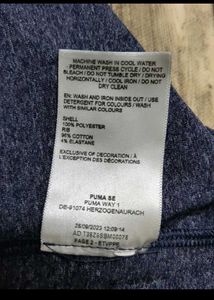 MACHINE WASH IN COOL WATER
- PERMANENT PRESS CYCLE / DO NOT
BLEACH / DO NOT TUMBLE DRY / DRYING
HORIZONTALLY / COOL IRON / DO NOT
DRY CLEAN
EN: WASH AND IRON INSIDE OUT / USE
DETERGENT FOR COLOURS / WASH
WITH SIMILAR COLOURS
SHELL
100% POLYESTER
RIB
96% COTTON
4% ELASTANE
EXCLUSIVE OF DECORATION / À
L'EXCEPTION DES DÉCORATIONS
PUMA SE
PUMA WAY 1
DE-91074 HERZOGENAURACH
25/09/2023 12:09:14
PAGE 2 -